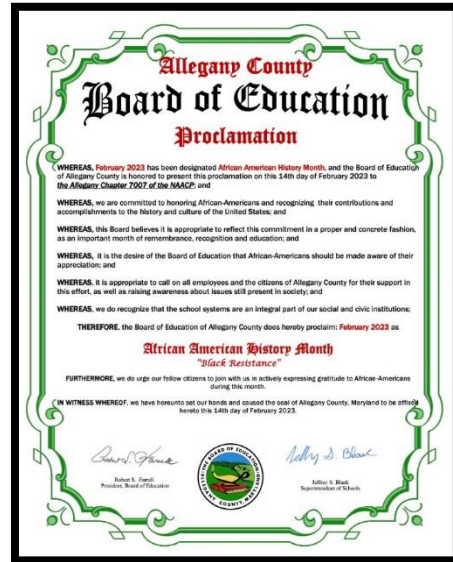 Allegany County
Board of Education
Proclamation
WHEREAS, February 2023 has been designated African American History Month, and the Board of Education
of Allegany County is honored to present this proclamation on this 14th day of February 2023 to
the Allegany Chapter 7007 of the NAACP; and
WHEREAS, we are committed to honoring African-Americans and recognizing their contributions and
accomplishments to the history and culture of the United States; and
WHEREAS, this Board believes it is appropriate to reflect this commitment in a proper and concrete fashion,
as an important month of remembrance, recognition and education; and
WHEREAS, it is the desire of the Board of Education that African-Americans should be made aware of their
appreciation; and
WHEREAS, it is appropriate to call on all employees and the citizens of Allegany County for their support in
this effort, as well as raising awareness about issues still present in society; and
WHEREAS, we do recognize that the school systems are an integral part of our social and civic institutions;
THEREFORE, the Board of Education of Allegany County does hereby proclaim: February 2023 as
African American History Month
"Black Resistance"
FURTHERMORE, we do urge our fellow citizens to join with us in actively expressing gratitude to African-Americans
during this month.
IN WITNESS WHEREOF, we have hereunto set our hands and caused the seal of Allegany County, Maryland to be affixed
hereto this 14th day of February 2023.
Robert S. Farrell
President, Board of Education
THE BOARD OF EDUCATION
ALLEGANY COUNTY, MARYLAND
Jeffrey S. Blank
Superintendent of Schools